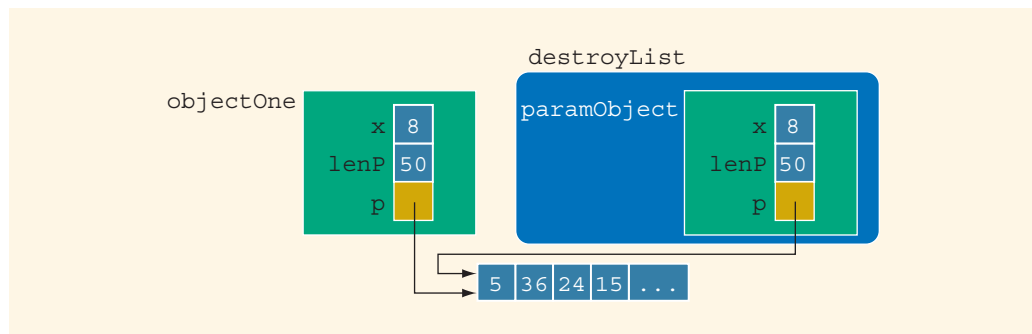 destroyList
objectOne
paramObject
x 8
lenP 50
p
x 8
lenP 50
p
5 36 24 15 ...